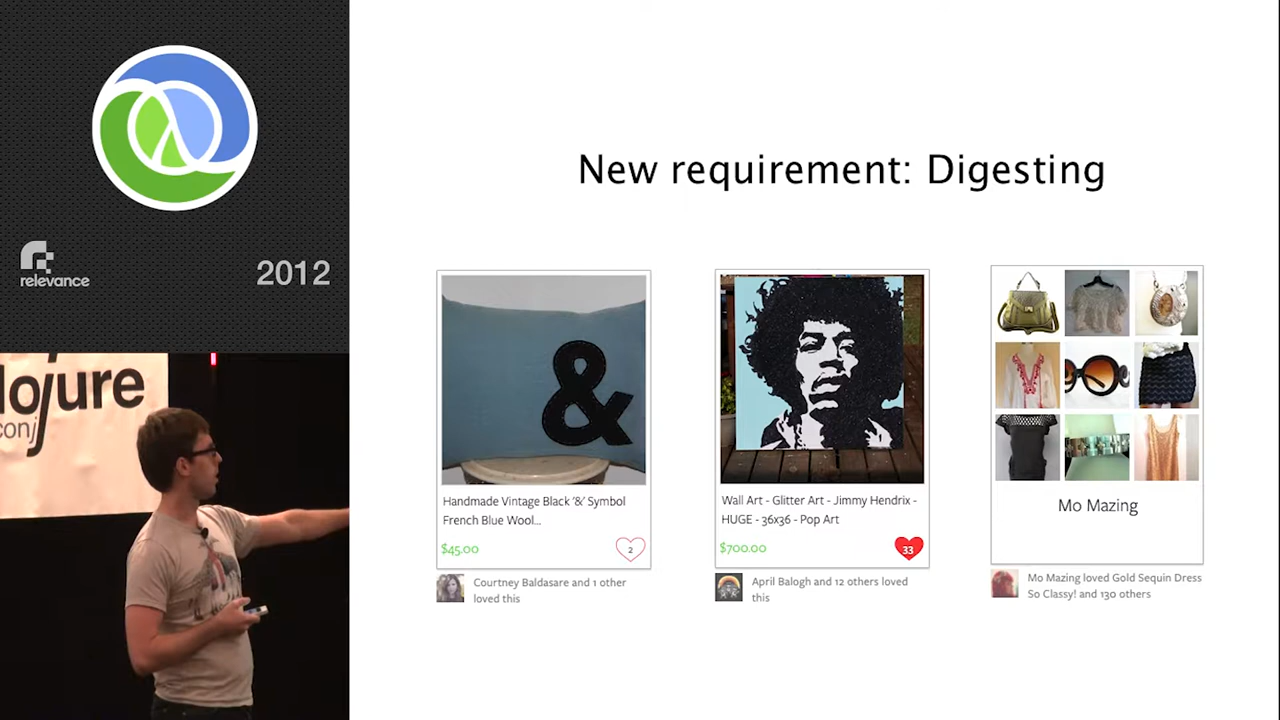 relevance
2012
lojure
conj
New requirement: Digesting
&
Handmade Vintage Black '&' Symbol
French Blue Wool...
$45.00
2
Courtney Baldasare and 1 other
loved this
Wall Art - Glitter Art - Jimmy Hendrix -
HUGE - 36x36 - Pop Art
$700.00
33
April Balogh and 12 others loved
this
Mo Mazing
Mo Mazing loved Gold Sequin Dress
So Classy! and 130 others